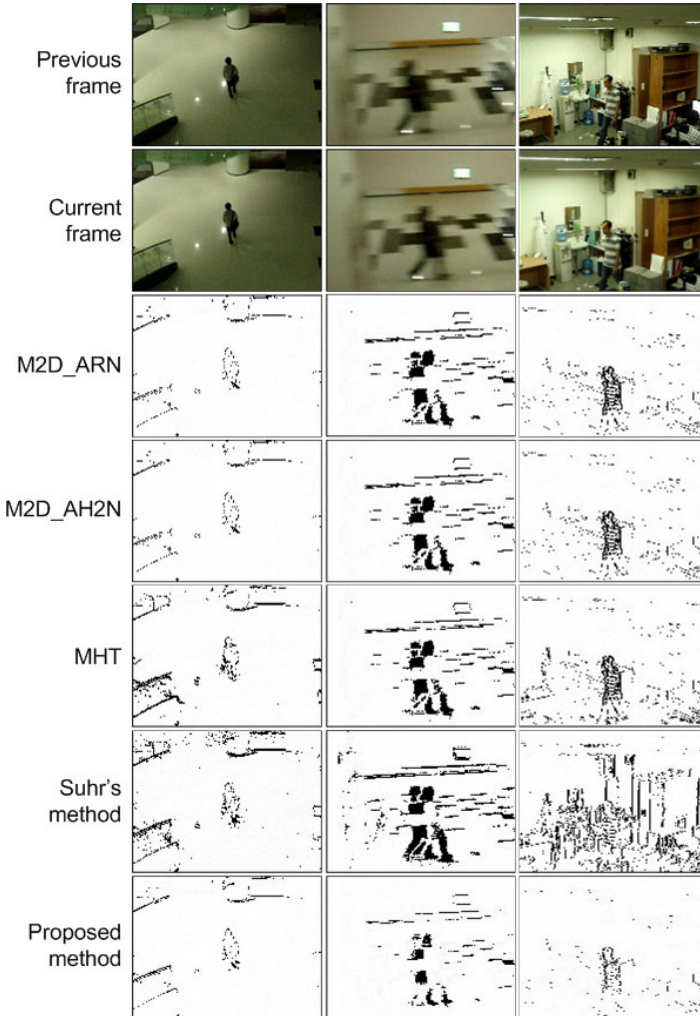 Previous
frame
Current
frame
M2D_ARN
M2D_AH2N
MHT
Suhr's
method
Proposed
method